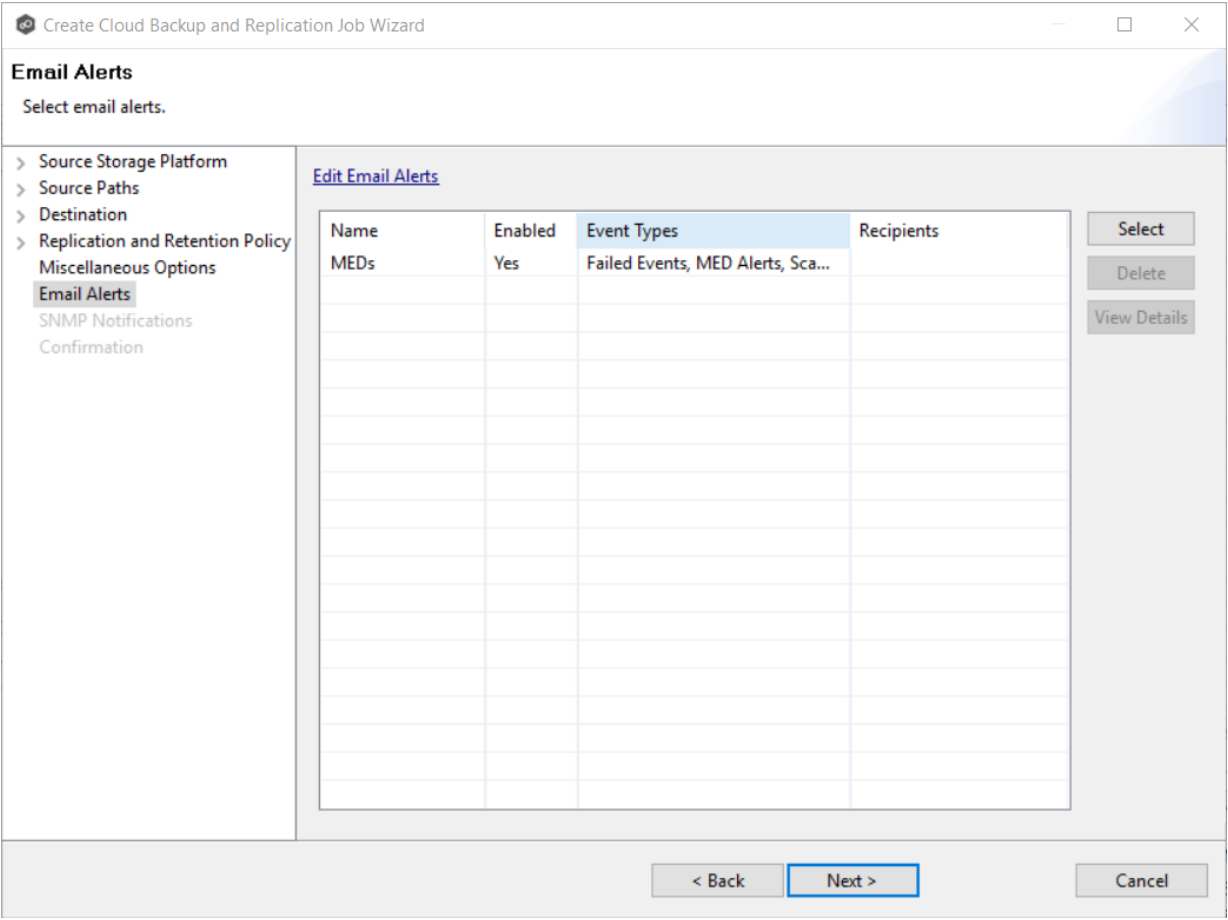 Create Cloud Backup and Replication Job Wizard
Email Alerts
Select email alerts.
Source Storage Platform
Source Paths
Destination
Replication and Retention Policy
Miscellaneous Options
Email Alerts
SNMP Notifications
Confirmation
Edit Email Alerts
Name Enabled Event Types Recipients
MEDs Yes Failed Events, MED Alerts, Sca...
Select
Delete
View Details
< Back Next > Cancel